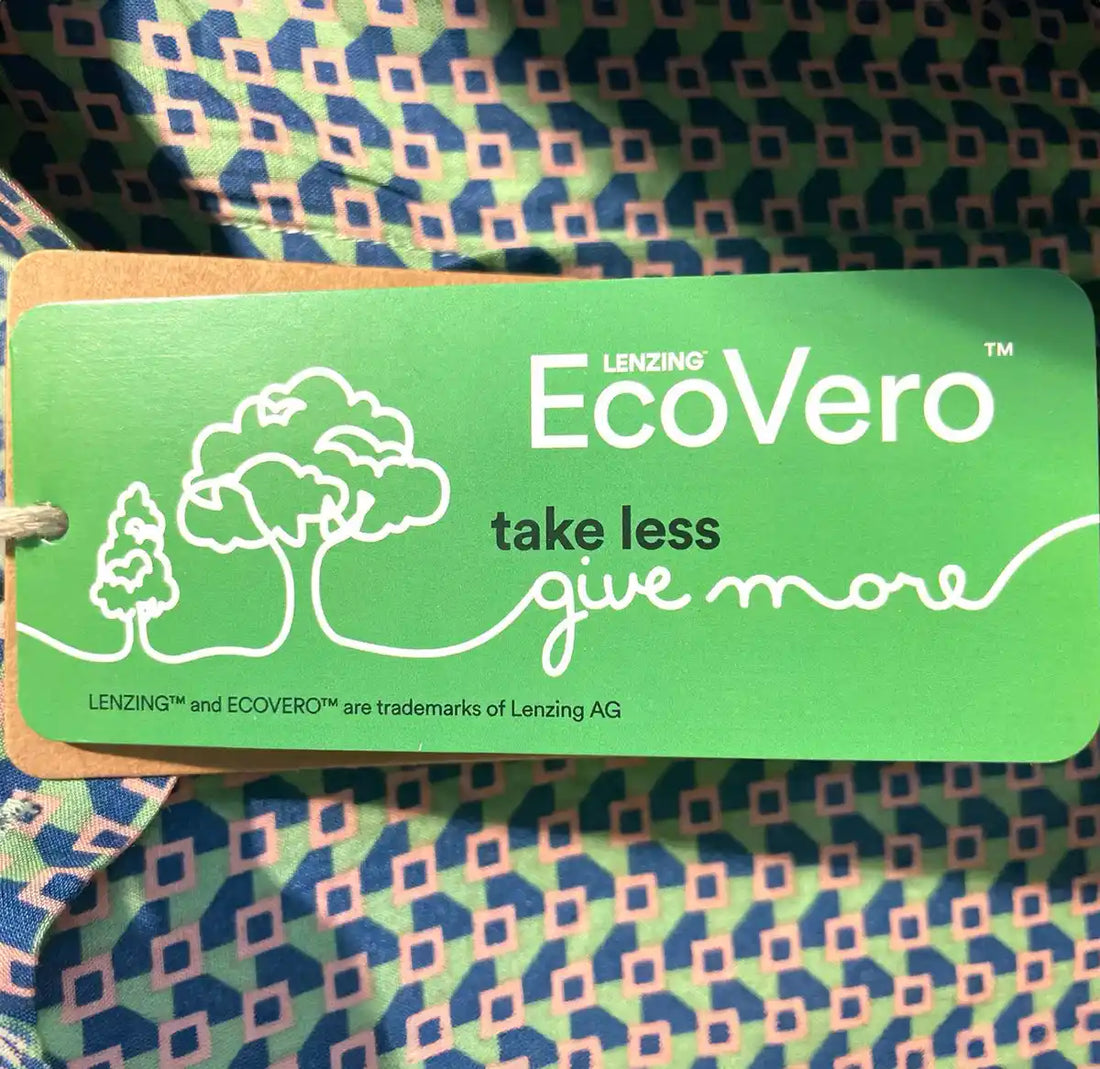 LENZING™
EcoVero™
take less
give more
LENZING™ and ECOVERO™ are trademarks of Lenzing AG